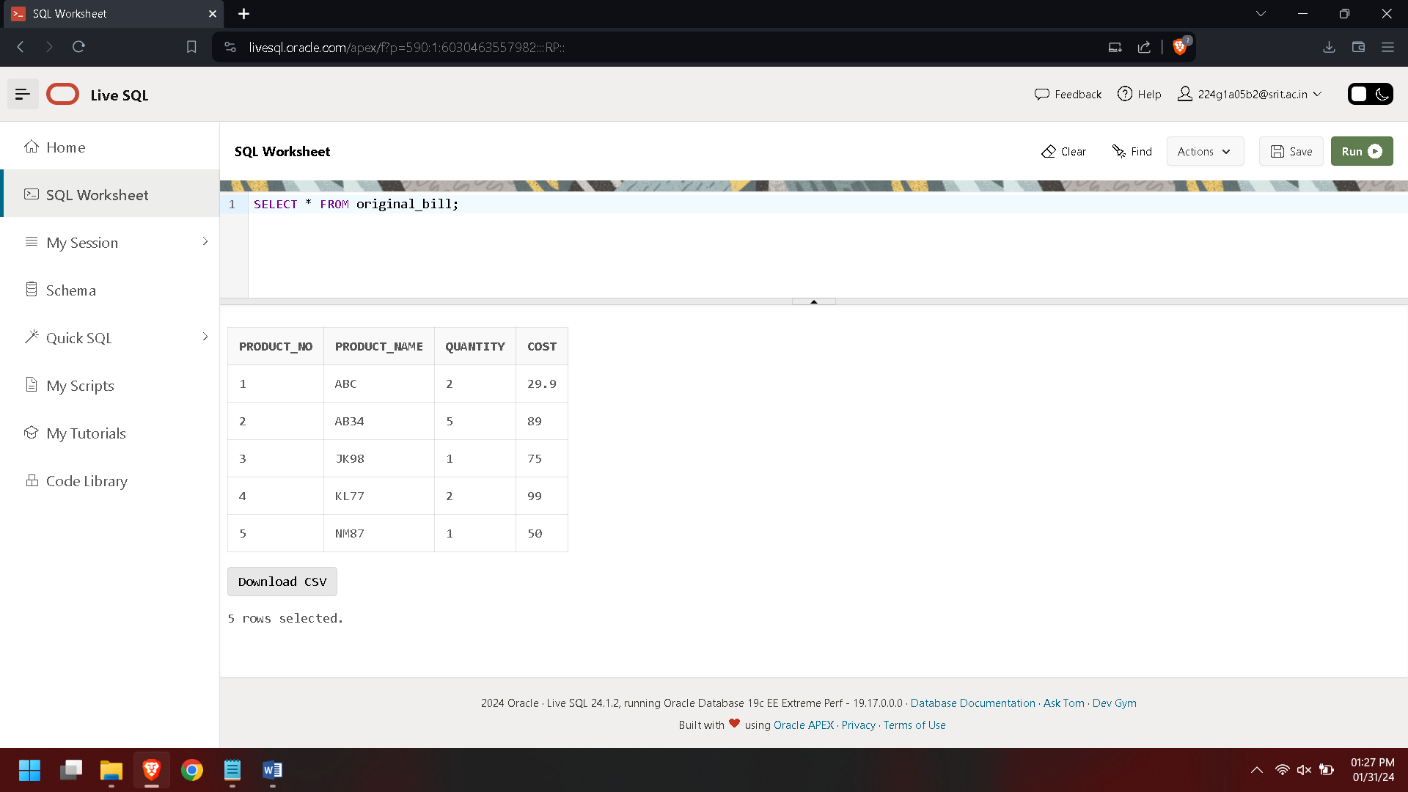 SQL Worksheet
livesql.oracle.com/apex/f?p=590:1:6030463557982:::RP::
2
Live SQL
Feedback
Help
224g1a05b2@srit.ac.in
Home
SQL Worksheet
My Session
Schema
Quick SQL
My Scripts
My Tutorials
Code Library
SQL Worksheet
Clear
Find
Actions
Save
Run
1 SELECT * FROM original_bill;
PRODUCT_NO PRODUCT_NAME QUANTITY COST
1 ABC 2 29.9
2 AB34 5 89
3 JK98 1 75
4 KL77 2 99
5 NM87 1 50
Download CSV
5 rows selected.
2024 Oracle · Live SQL 24.1.2, running Oracle Database 19c EE Extreme Perf - 19.17.0.0.0 · Database Documentation · Ask Tom · Dev Gym
Built with ❤ using Oracle APEX · Privacy · Terms of Use
01:27 PM
01/31/24